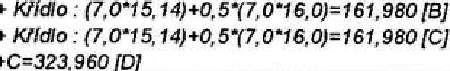 + Křídlo : (7,0*15,14)+0,5*(7,0*16,0)=161,980 [B]
+ Křídlo : (7,0*15,14)+0,5*(7,0*16,0)=161,980 [C]
+C=323,960 [D]